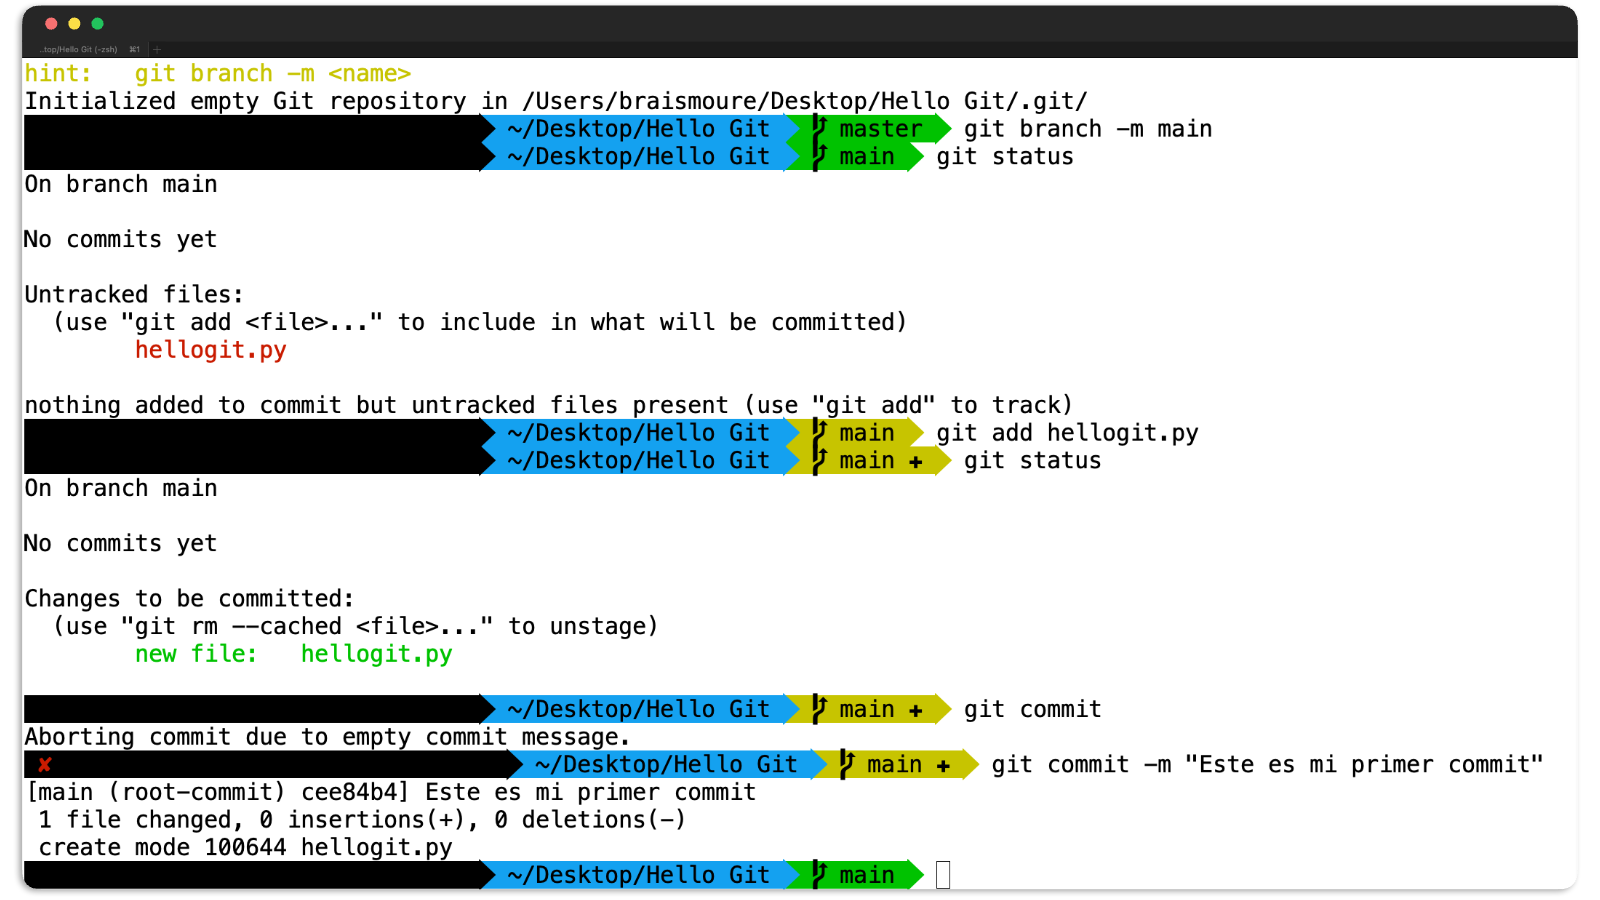 ..top/Hello Git (-zsh) ⌘1 +
hint:   git branch -m <name>
Initialized empty Git repository in /Users/braismoure/Desktop/Hello Git/.git/
~/Desktop/Hello Git master git branch -m main
~/Desktop/Hello Git main git status
On branch main
No commits yet
Untracked files:
  (use "git add <file>..." to include in what will be committed)
        hellogit.py
nothing added to commit but untracked files present (use "git add" to track)
~/Desktop/Hello Git main git add hellogit.py
~/Desktop/Hello Git main + git status
On branch main
No commits yet
Changes to be committed:
  (use "git rm --cached <file>..." to unstage)
        new file:   hellogit.py
~/Desktop/Hello Git main + git commit
Aborting commit due to empty commit message.
✘ ~/Desktop/Hello Git main + git commit -m "Este es mi primer commit"
[main (root-commit) cee84b4] Este es mi primer commit
 1 file changed, 0 insertions(+), 0 deletions(-)
 create mode 100644 hellogit.py
~/Desktop/Hello Git main